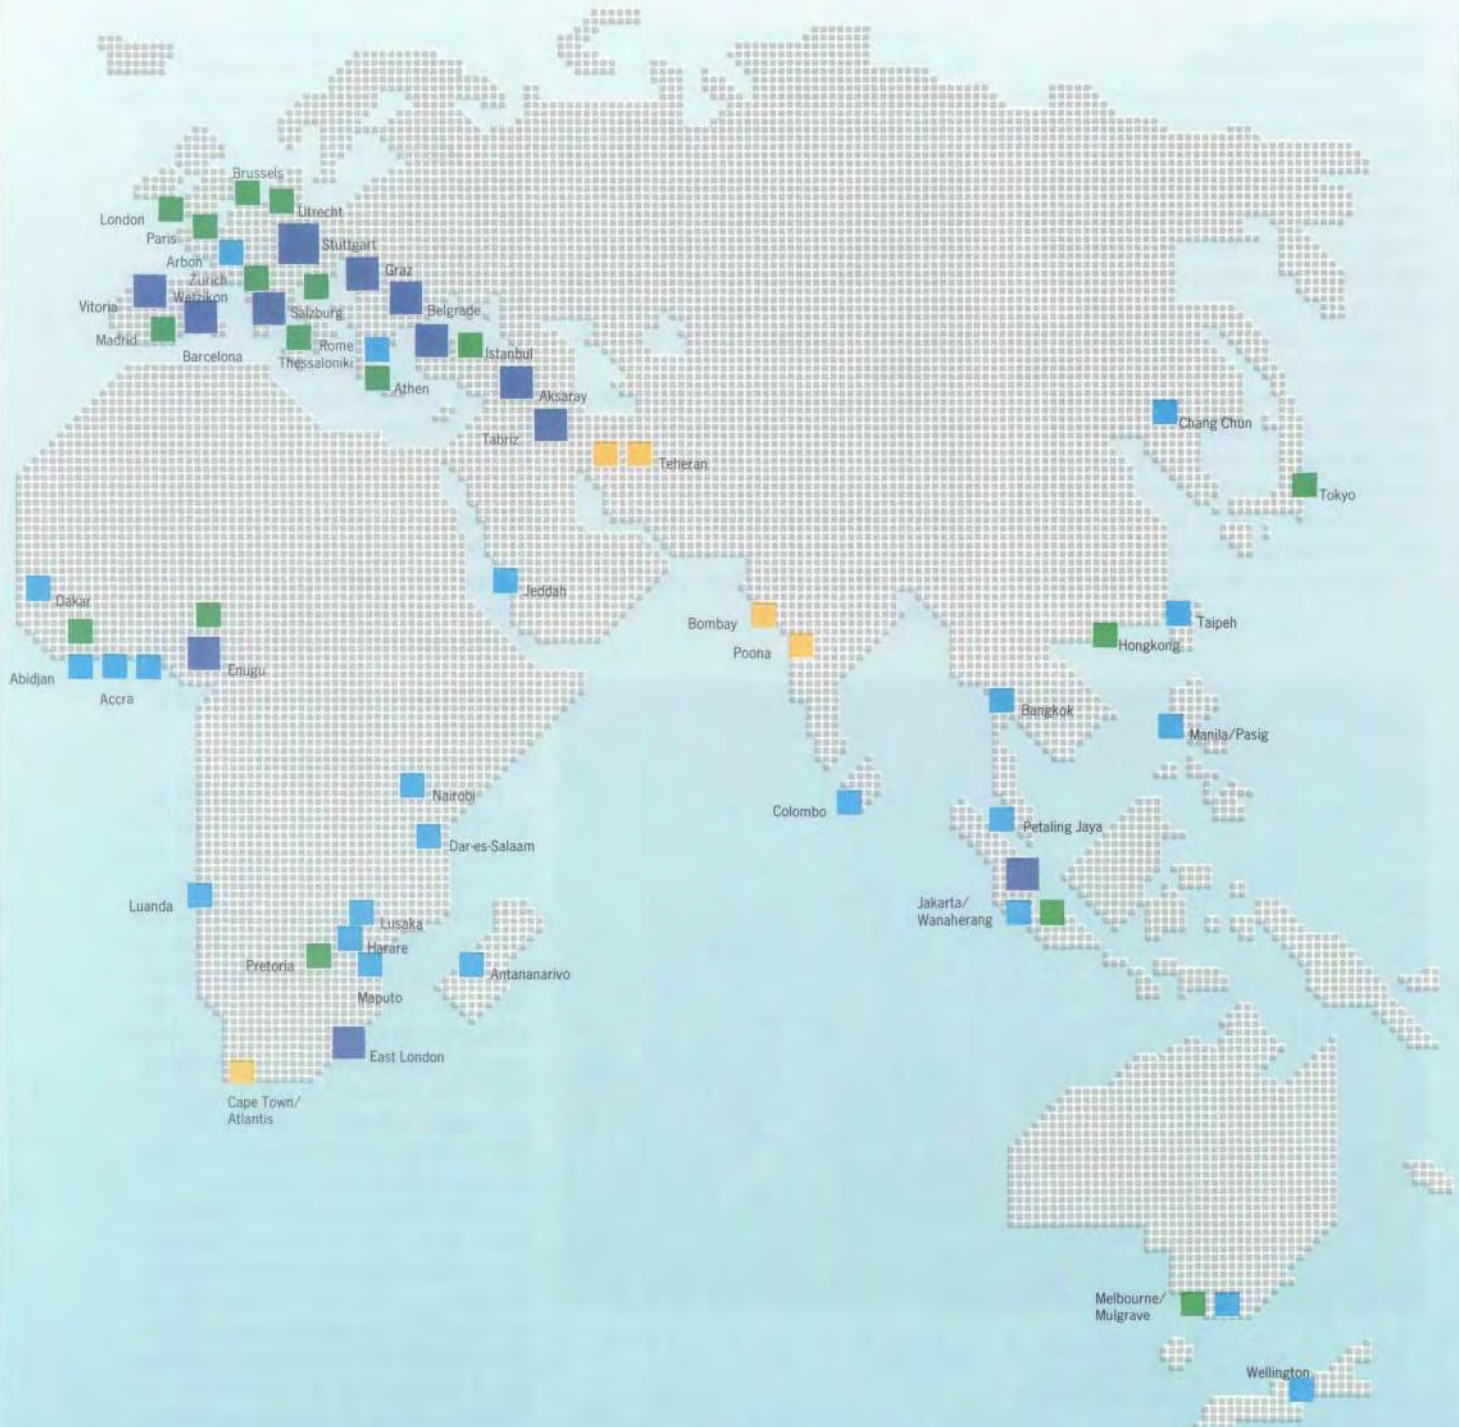 Brussels
London
Utrecht
Paris
Stuttgart
Arbon
Graz
Zürich
Wetzikon
Vitoria
Salzburg
Belgrade
Madrid
Rome
Barcelona
Thessaloniki
Istanbul
Athen
Aksaray
Tabriz
Teheran
Chang Chun
Tokyo
Dakar
Jeddah
Bombay
Taipeh
Poona
Hongkong
Abidjan
Enugu
Accra
Bangkok
Manila/Pasig
Nairobi
Colombo
Petaling Jaya
Dar-es-Salaam
Luanda
Jakarta/
Wanaherang
Lusaka
Harare
Pretoria
Antananarivo
Maputo
East London
Cape Town/
Atlantis
Melbourne/
Mulgrave
Wellington